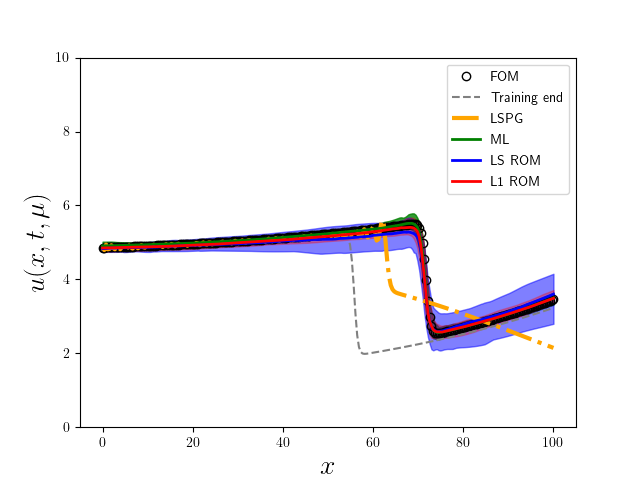 10
8
6
4
2
0
u(x, t, μ)
0
20
40
60
80
100
x
FOM
Training end
LSPG
ML
LS ROM
L1 ROM